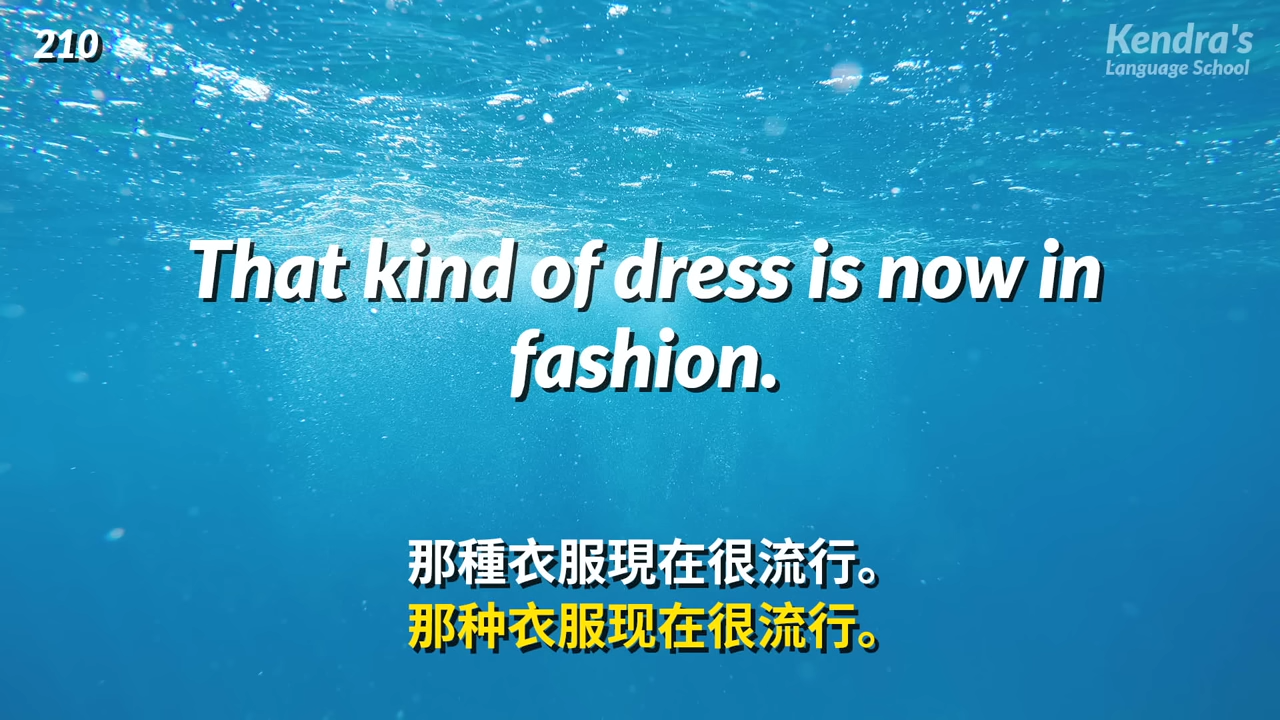 210
Kendra's
Language School
That kind of dress is now in
fashion.
那種衣服現在很流行。
那种衣服现在很流行。